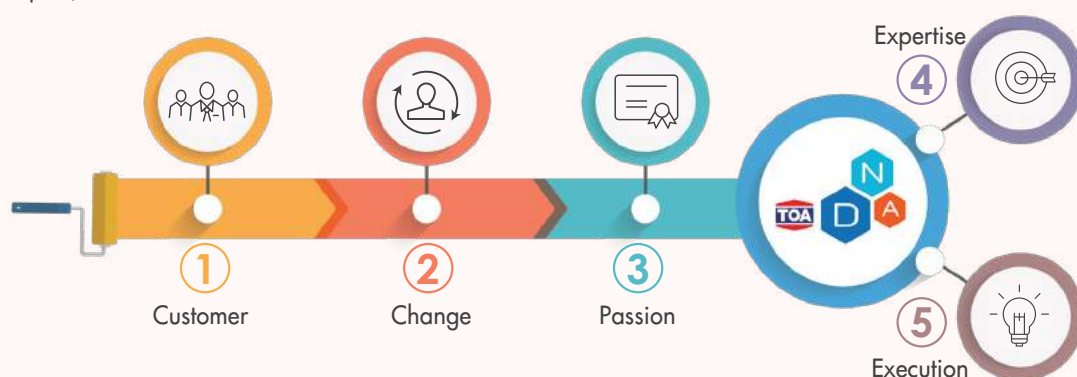 1
Customer
2
Change
3
Passion
TOA
D
N
A
Expertise
4
5
Execution